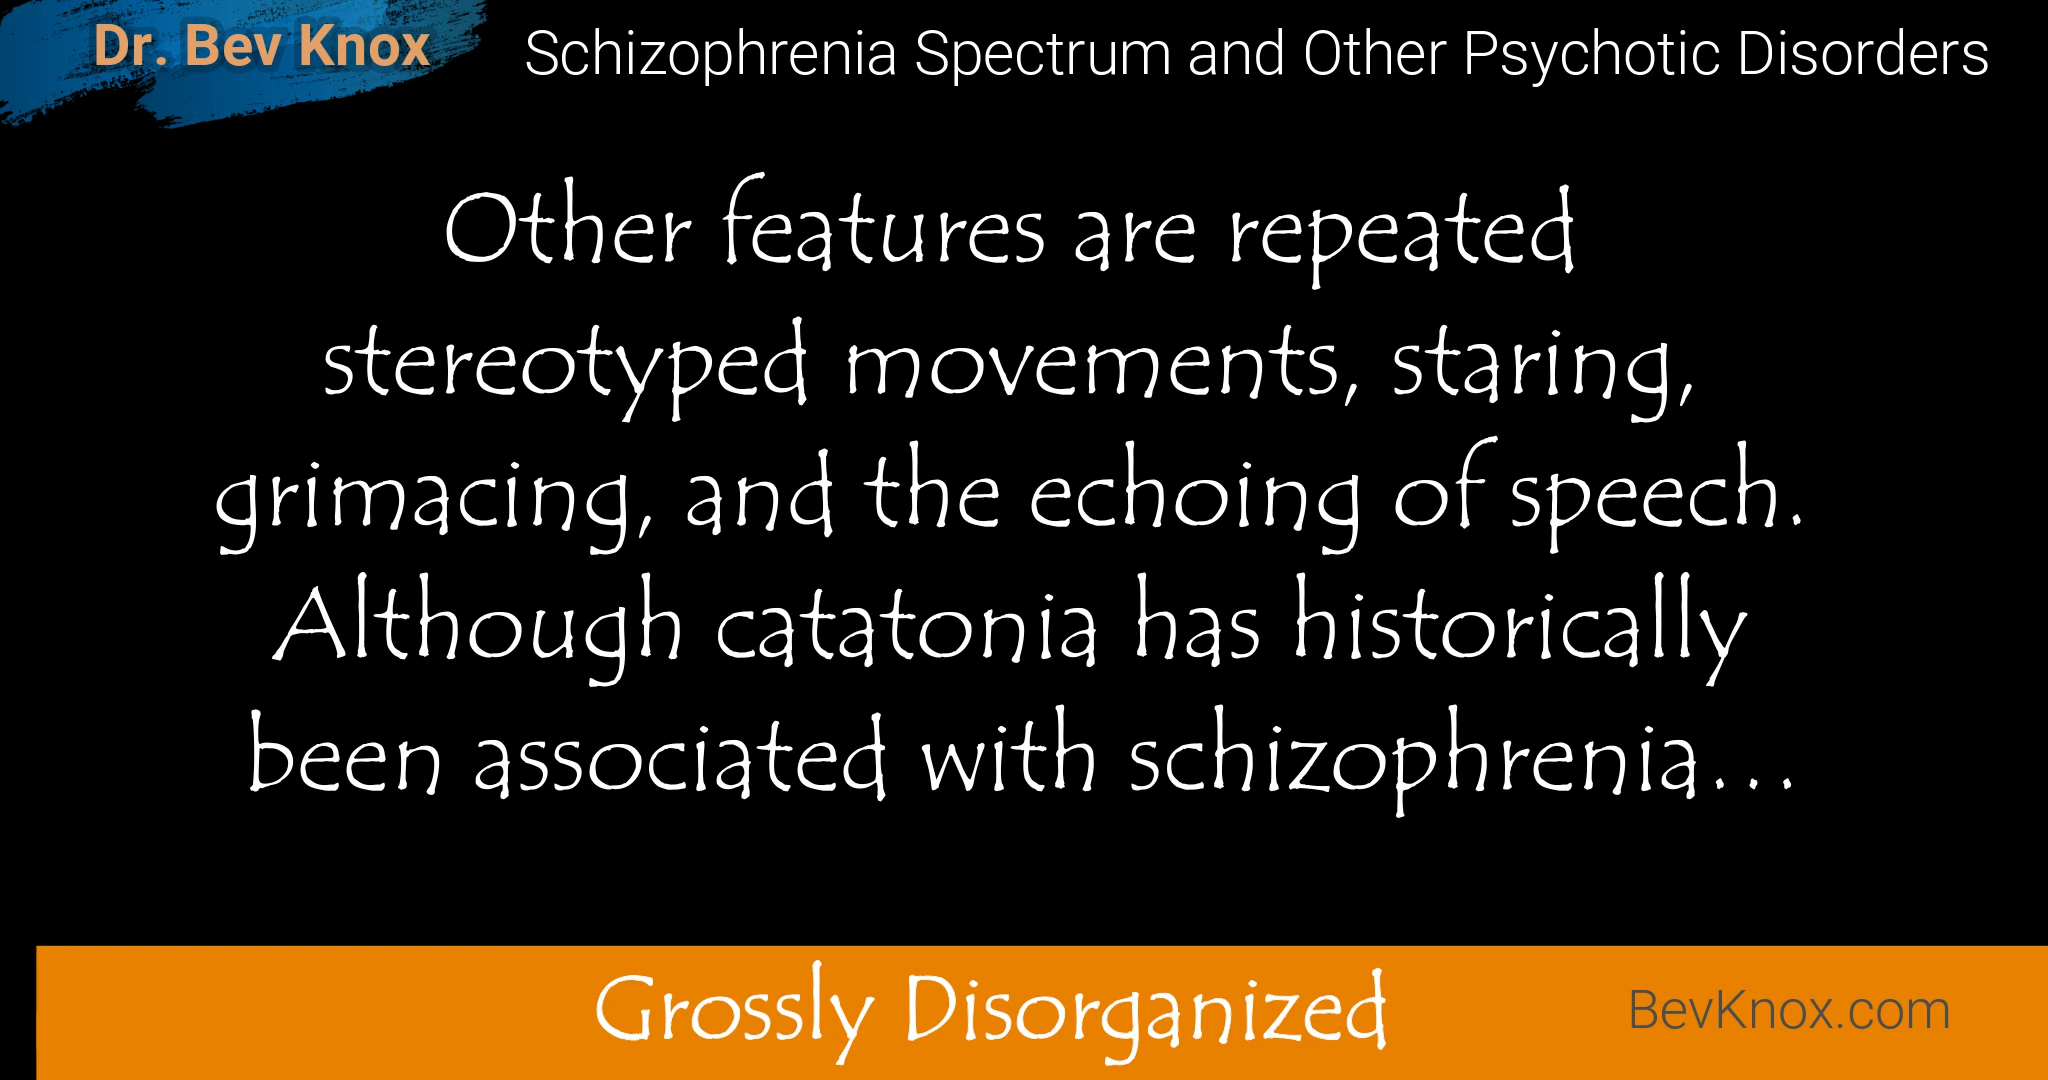 Dr. Bev Knox
Schizophrenia Spectrum and Other Psychotic Disorders
Other features are repeated
stereotyped movements, staring,
grimacing, and the echoing of speech.
Although catatonia has historically
been associated with schizophrenia…
Grossly Disorganized
BevKnox.com